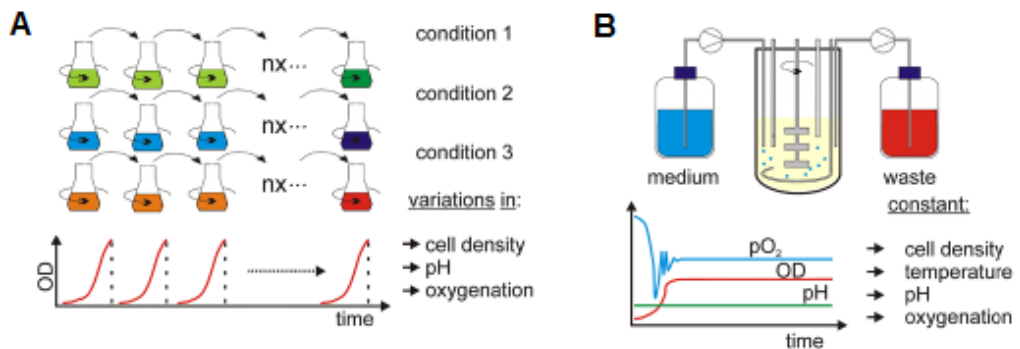 A
condition 1
nx...
condition 2
nx...
condition 3
nx...
variations in:
cell density
pH
oxygenation
OD
time
B
medium
waste
constant:
pO2
OD
pH
cell density
temperature
pH
oxygenation
time